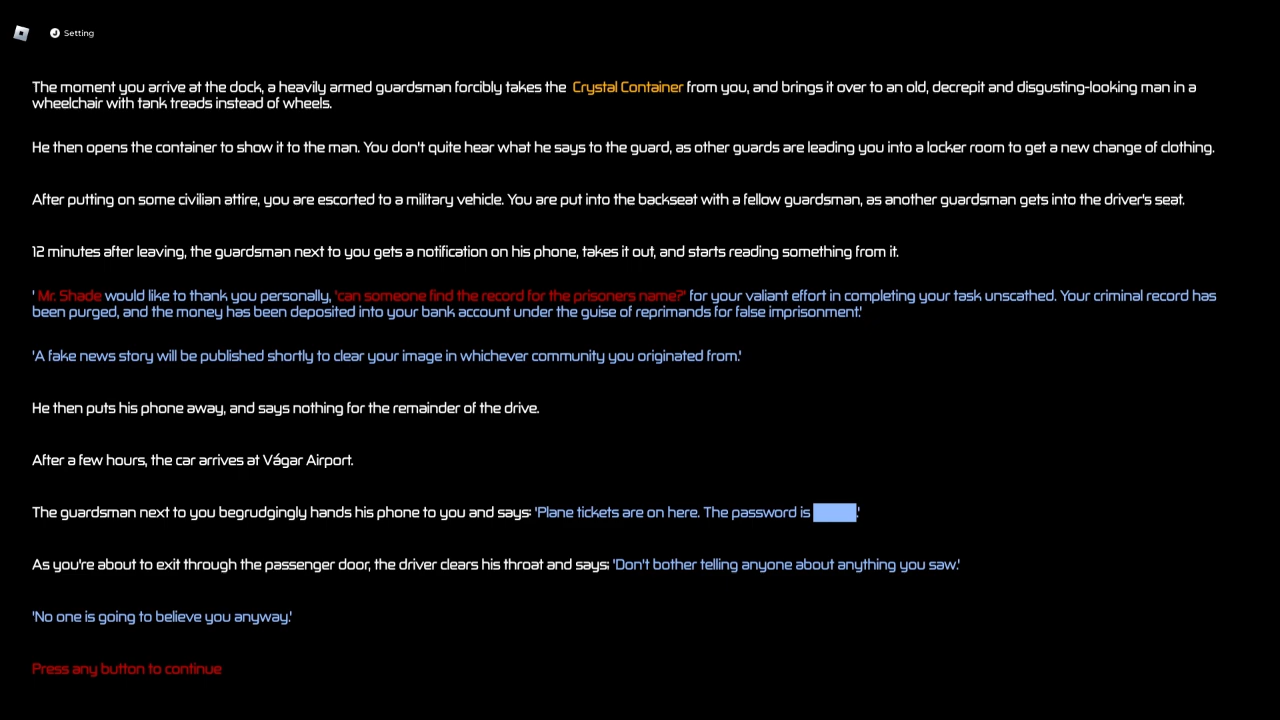 Setting
The moment you arrive at the dock, a heavily armed guardsman forcibly takes the Crystal Container from you, and brings it over to an old, decrepit and disgusting-looking man in a
wheelchair with tank treads instead of wheels.
He then opens the container to show it to the man. You don't quite hear what he says to the guard, as other guards are leading you into a locker room to get a new change of clothing.
After putting on some civilian attire, you are escorted to a military vehicle. You are put into the backseat with a fellow guardsman, as another guardsman gets into the driver's seat.
12 minutes after leaving, the guardsman next to you gets a notification on his phone, takes it out, and starts reading something from it.
' Mr. Shade would like to thank you personally, 'can someone find the record for the prisoners name?' for your valiant effort in completing your task unscathed. Your criminal record has
been purged, and the money has been deposited into your bank account under the guise of reprimands for false imprisonment.'
'A fake news story will be published shortly to clear your image in whichever community you originated from.'
He then puts his phone away, and says nothing for the remainder of the drive.
After a few hours, the car arrives at Vágar Airport.
The guardsman next to you begrudgingly hands his phone to you and says: 'Plane tickets are on here. The password is █████.'
As you're about to exit through the passenger door, the driver clears his throat and says: 'Don't bother telling anyone about anything you saw.'
'No one is going to believe you anyway.'
Press any button to continue